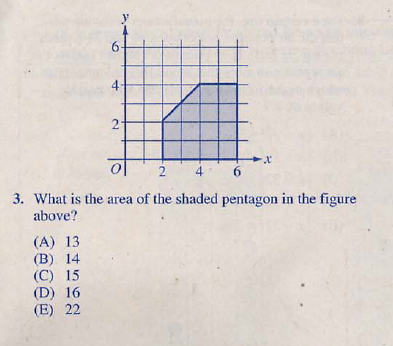 y
6
4
2
O 2 4 6 x
3. What is the area of the shaded pentagon in the figure
above?
(A) 13
(B) 14
(C) 15
(D) 16
(E) 22